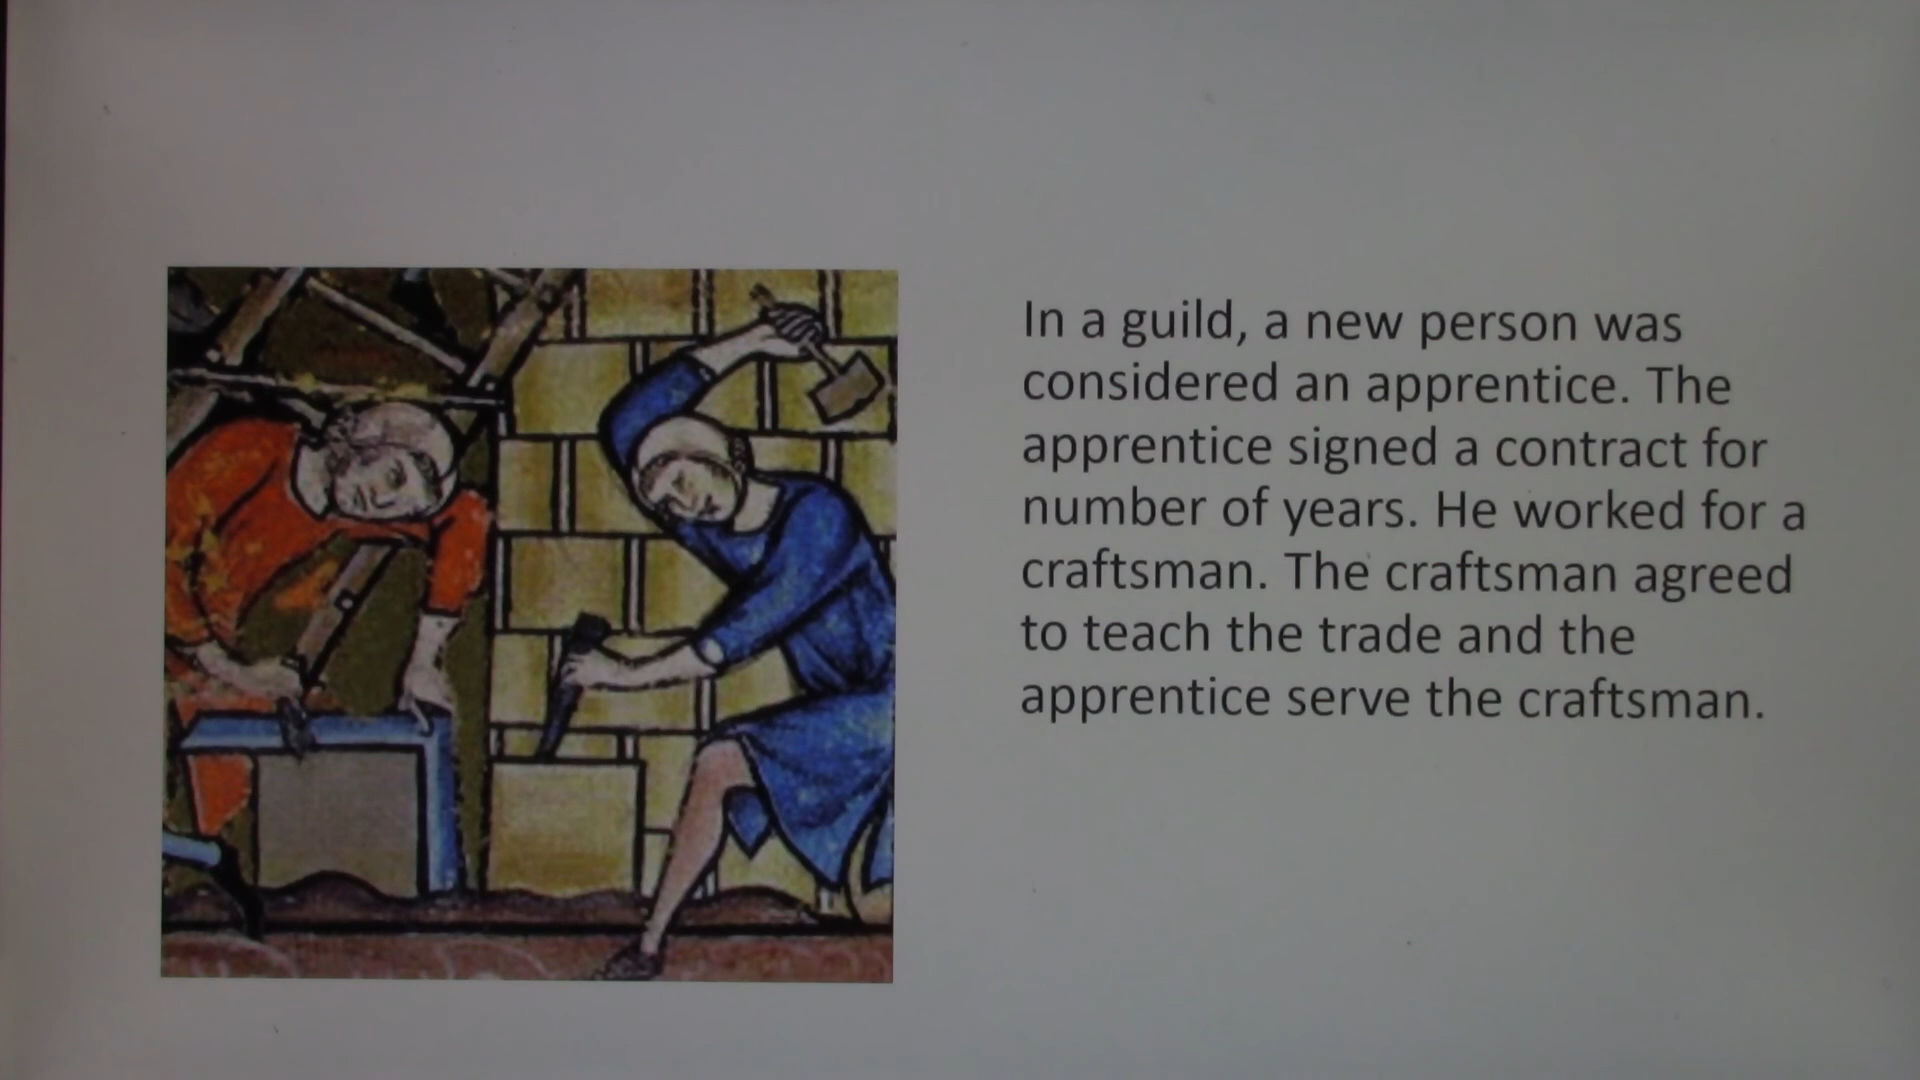 In a guild, a new person was
considered an apprentice. The
apprentice signed a contract for
number of years. He worked for a
craftsman. The craftsman agreed
to teach the trade and the
apprentice serve the craftsman.